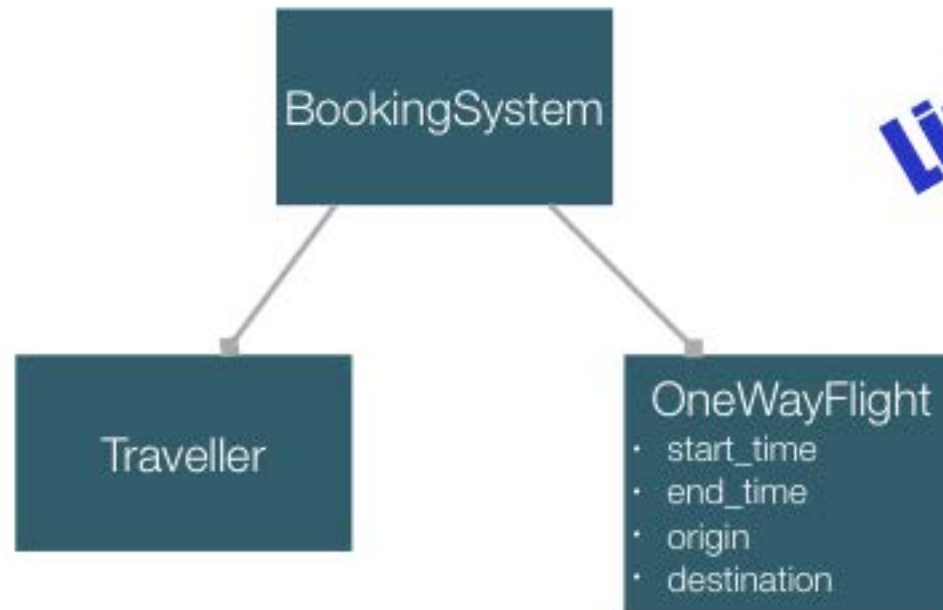 BookingSystem
Traveller
OneWayFlight
· start_time
· end_time
· origin
· destination